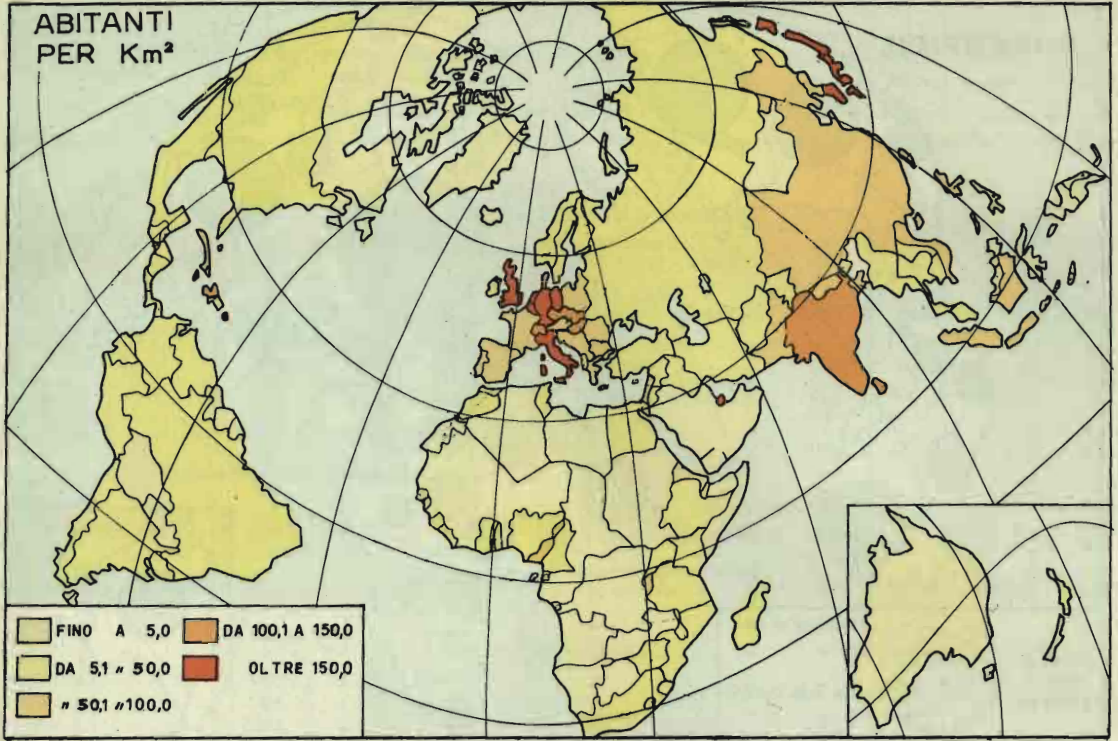 ABITANTI
PER Km²
FINO A 5,0
DA 5,1 〃 50,0
〃 50,1 〃 100,0
DA 100,1 A 150,0
OLTRE 150,0